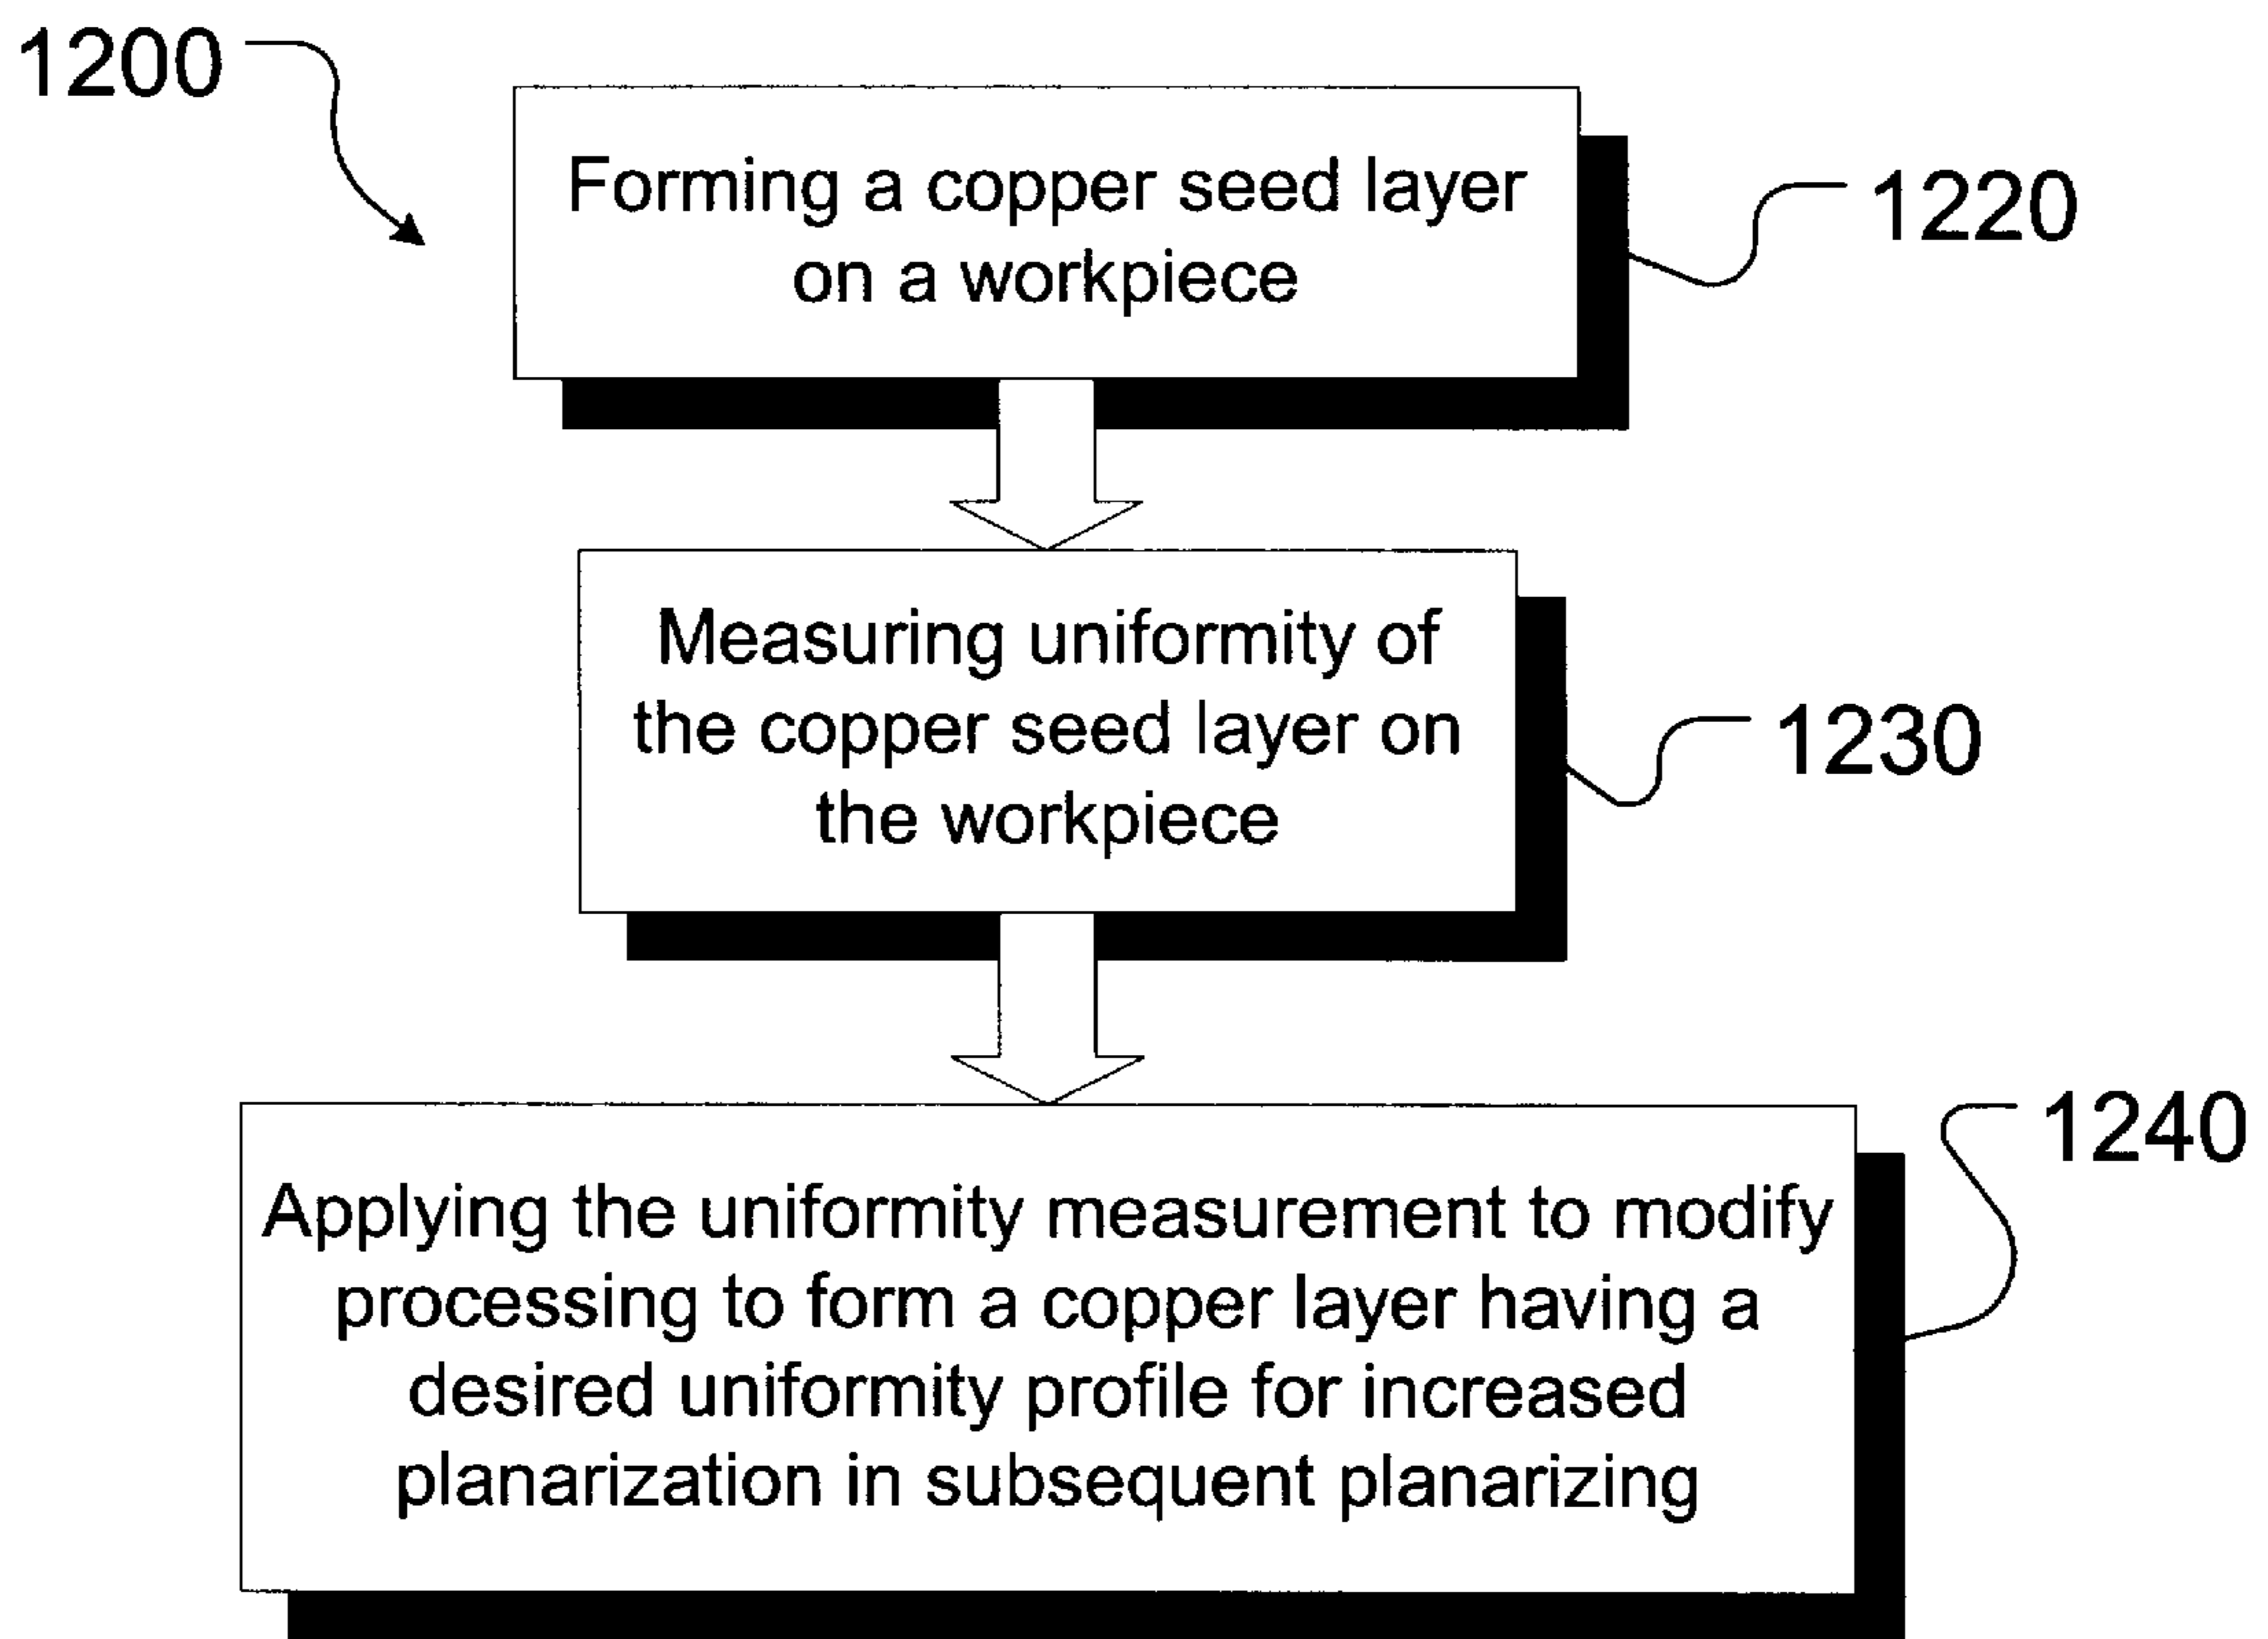 1200
Forming a copper seed layer
on a workpiece
1220
Measuring uniformity of
the copper seed layer on
the workpiece
1230
Applying the uniformity measurement to modify
processing to form a copper layer having a
desired uniformity profile for increased
planarization in subsequent planarizing
1240